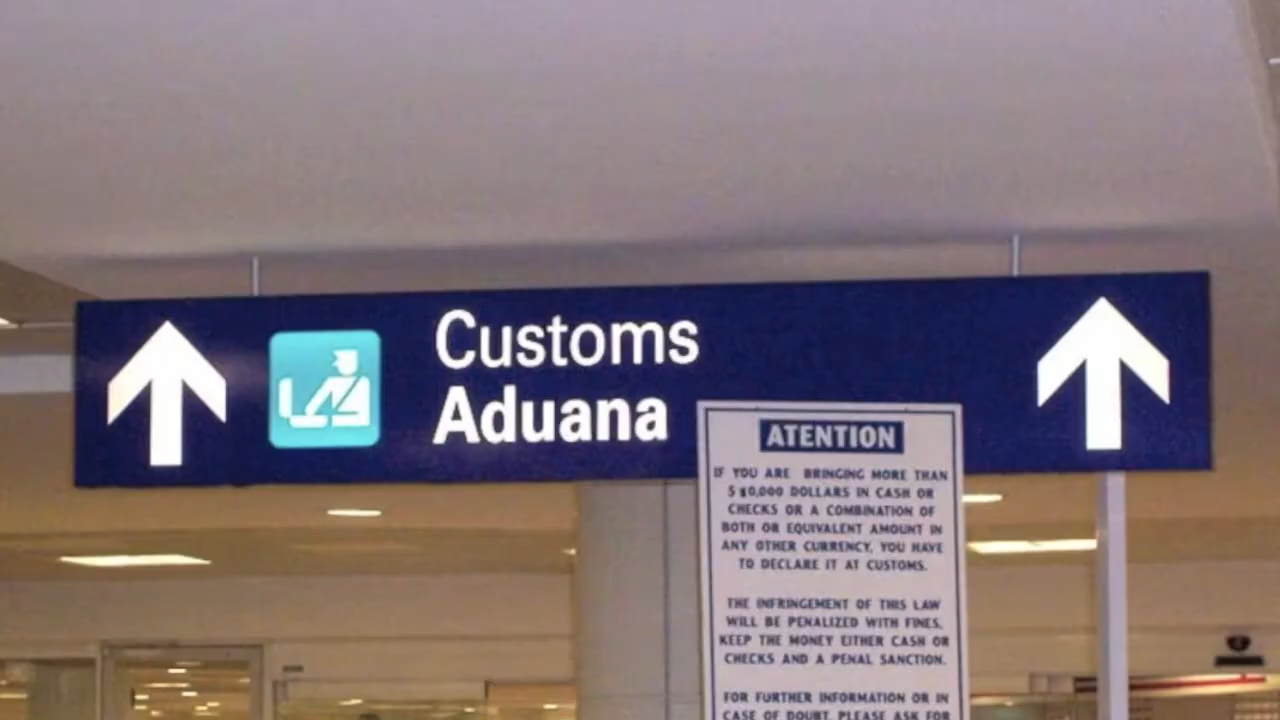 Customs
Aduana
ATENTION
IF YOU ARE BRINGING MORE THAN
$10,000 DOLLARS IN CASH OR
CHECKS OR A COMBINATION OF
BOTH OR EQUIVALENT AMOUNT IN
ANY OTHER CURRENCY, YOU HAVE
TO DECLARE IT AT CUSTOMS.
THE INFRINGEMENT OF THIS LAW
WILL BE PENALIZED WITH FINES,
KEEP THE MONEY EITHER CASH OR
CHECKS AND A PENAL SANCTION.
FOR FURTHER INFORMATION OR IN
CASE OF DOUBT, PLEASE ASK FOR